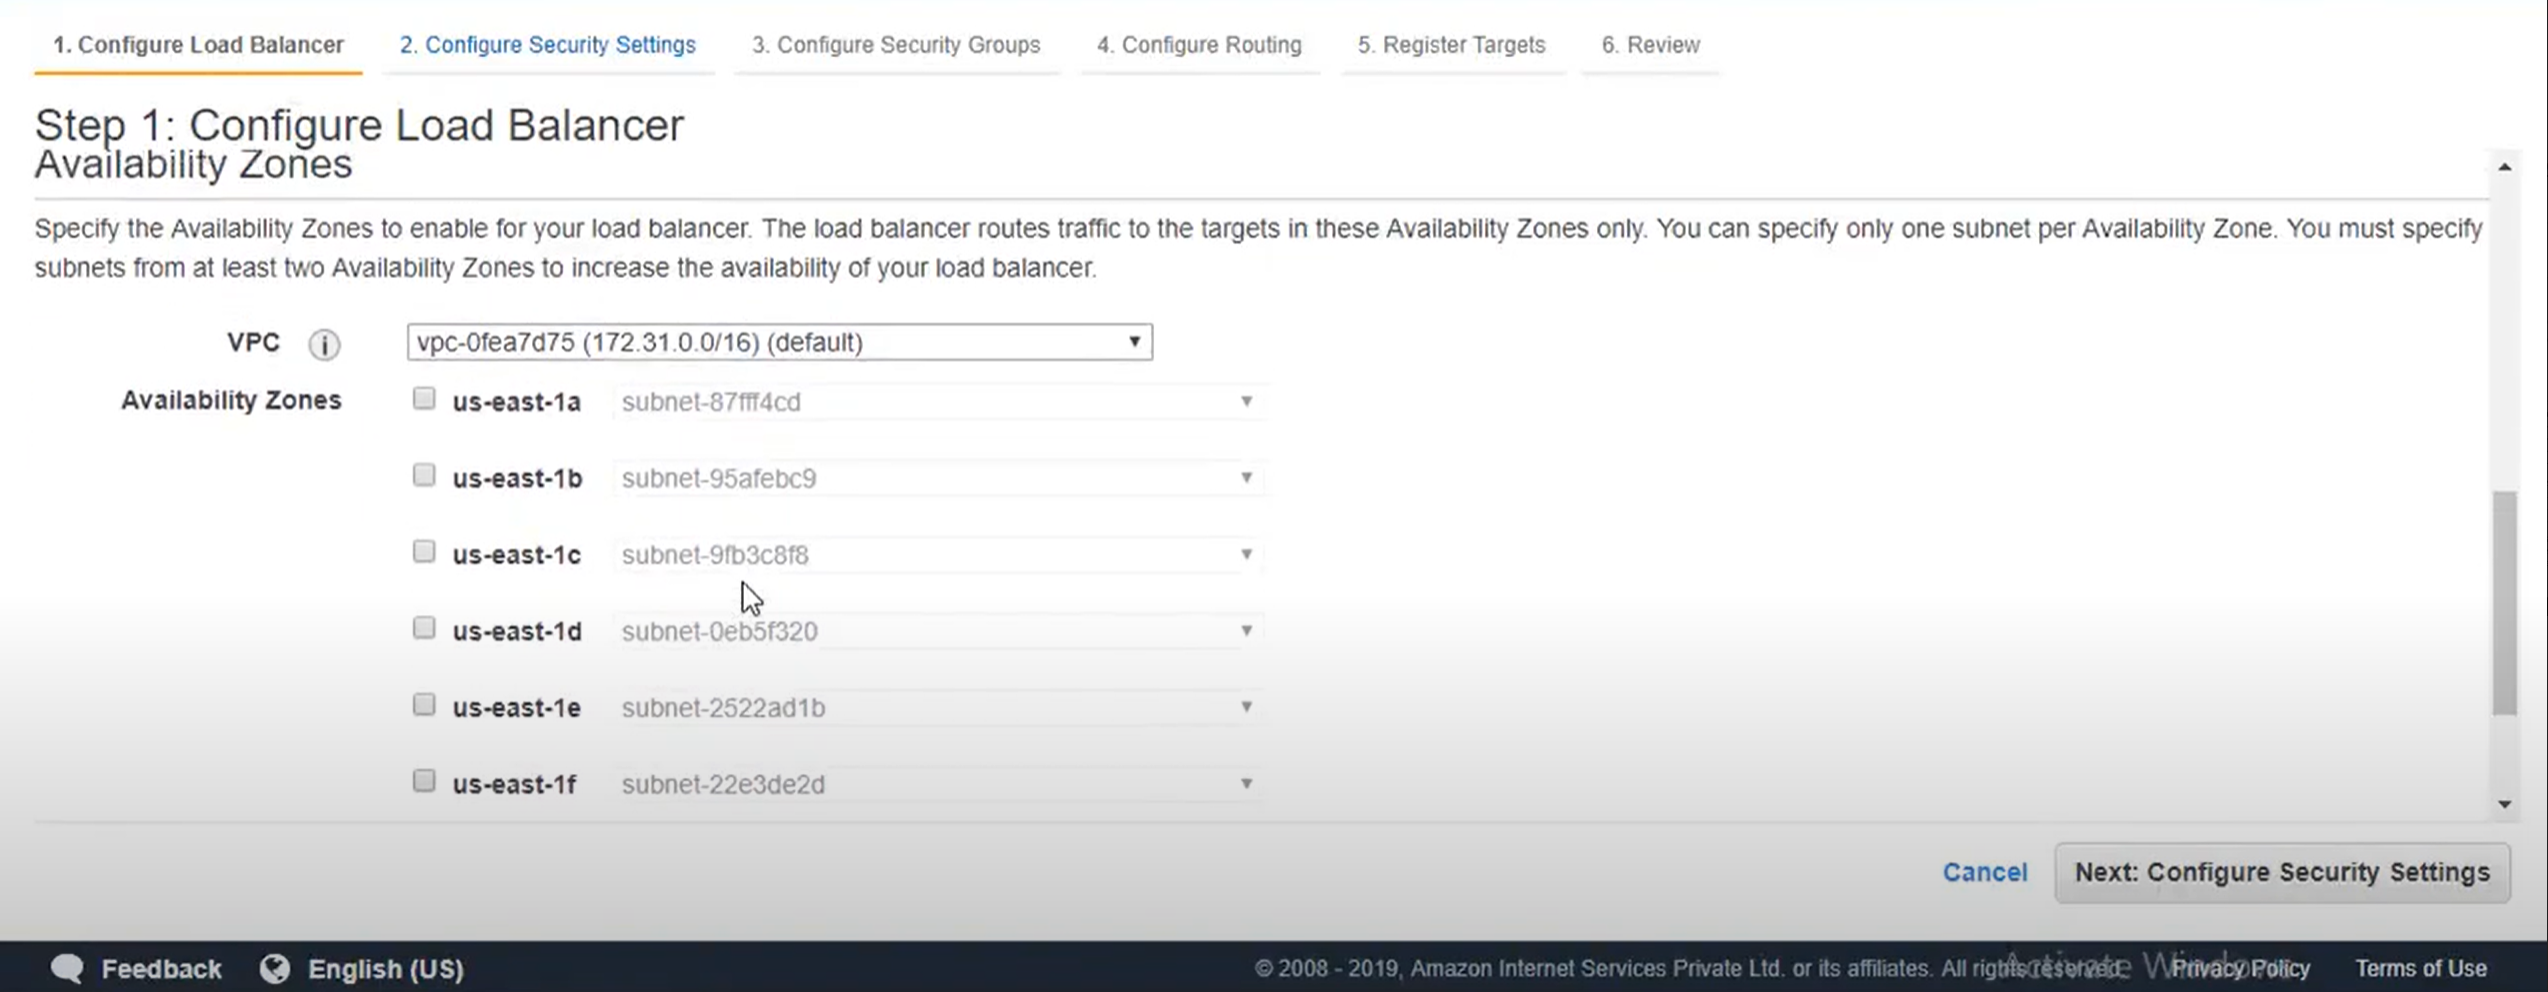 1. Configure Load Balancer 2. Configure Security Settings 3. Configure Security Groups 4. Configure Routing 5. Register Targets 6. Review
Step 1: Configure Load Balancer
Availability Zones
Specify the Availability Zones to enable for your load balancer. The load balancer routes traffic to the targets in these Availability Zones only. You can specify only one subnet per Availability Zone. You must specify
subnets from at least two Availability Zones to increase the availability of your load balancer.
VPC i vpc-0fea7d75 (172.31.0.0/16) (default)
Availability Zones us-east-1a subnet-87fff4cd
us-east-1b subnet-95afebc9
us-east-1c subnet-9fb3c8f8
us-east-1d subnet-0eb5f320
us-east-1e subnet-2522ad1b
us-east-1f subnet-22e3de2d
Cancel Next: Configure Security Settings
Feedback English (US) © 2008 - 2019, Amazon Internet Services Private Ltd. or its affiliates. All rights reserved. Privacy Policy Terms of Use
Activate Windows